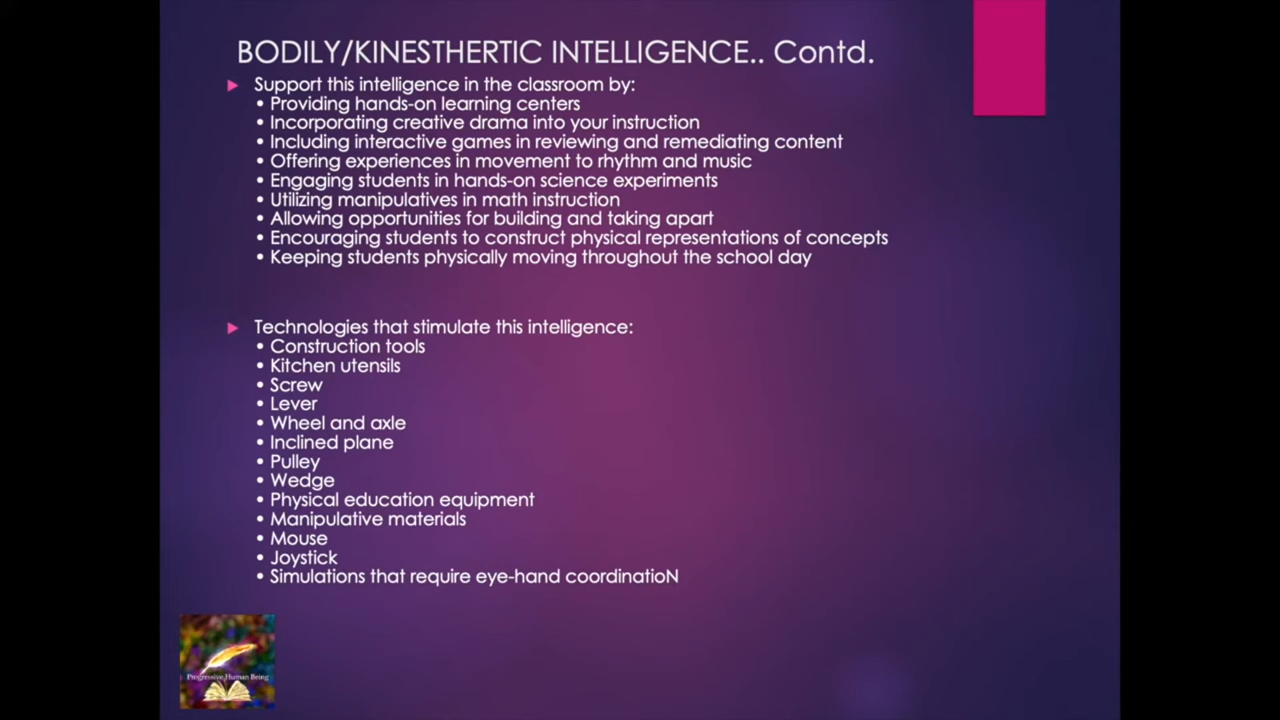 BODILY/KINESTHERTIC INTELLIGENCE.. Contd.
Support this intelligence in the classroom by:
• Providing hands-on learning centers
• Incorporating creative drama into your instruction
• Including interactive games in reviewing and remediating content
• Offering experiences in movement to rhythm and music
• Engaging students in hands-on science experiments
• Utilizing manipulatives in math instruction
• Allowing opportunities for building and taking apart
• Encouraging students to construct physical representations of concepts
• Keeping students physically moving throughout the school day
Technologies that stimulate this intelligence:
• Construction tools
• Kitchen utensils
• Screw
• Lever
• Wheel and axle
• Inclined plane
• Pulley
• Wedge
• Physical education equipment
• Manipulative materials
• Mouse
• Joystick
• Simulations that require eye-hand coordinatioN
Progressive Human Being